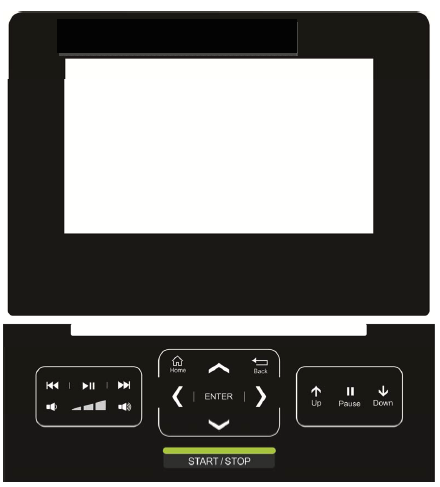 Home
Back
ENTER
Up
Pause
Down
START/STOP